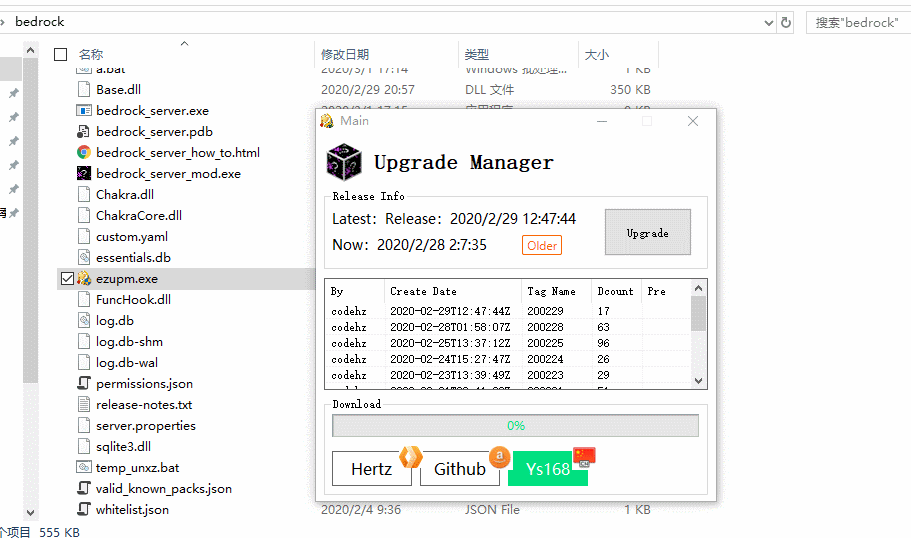 bedrock
搜索"bedrock"
名称
修改日期
类型
大小
a.bat
2020/3/1 17:14
Windows 批处理...
1 KB
Base.dll
2020/2/29 20:57
DLL 文件
350 KB
bedrock_server.exe
bedrock_server.pdb
bedrock_server_how_to.html
bedrock_server_mod.exe
Chakra.dll
ChakraCore.dll
custom.yaml
essentials.db
ezupm.exe
FuncHook.dll
log.db
log.db-shm
log.db-wal
permissions.json
release-notes.txt
server.properties
sqlite3.dll
temp_unxz.bat
valid_known_packs.json
whitelist.json
2020/2/4 9:36
JSON File
1 KB
个项目 555 KB
Main
Upgrade Manager
Release Info
Latest: Release: 2020/2/29 12:47:44
Now: 2020/2/28 2:7:35
Older
Upgrade
By Create Date Tag Name Dcount Pre
codehz 2020-02-29T12:47:44Z 200229 17
codehz 2020-02-28T01:58:07Z 200228 63
codehz 2020-02-25T13:37:12Z 200225 96
codehz 2020-02-24T15:27:47Z 200224 26
codehz 2020-02-23T13:39:49Z 200223 29
Download
0%
Hertz
Github
Ys168